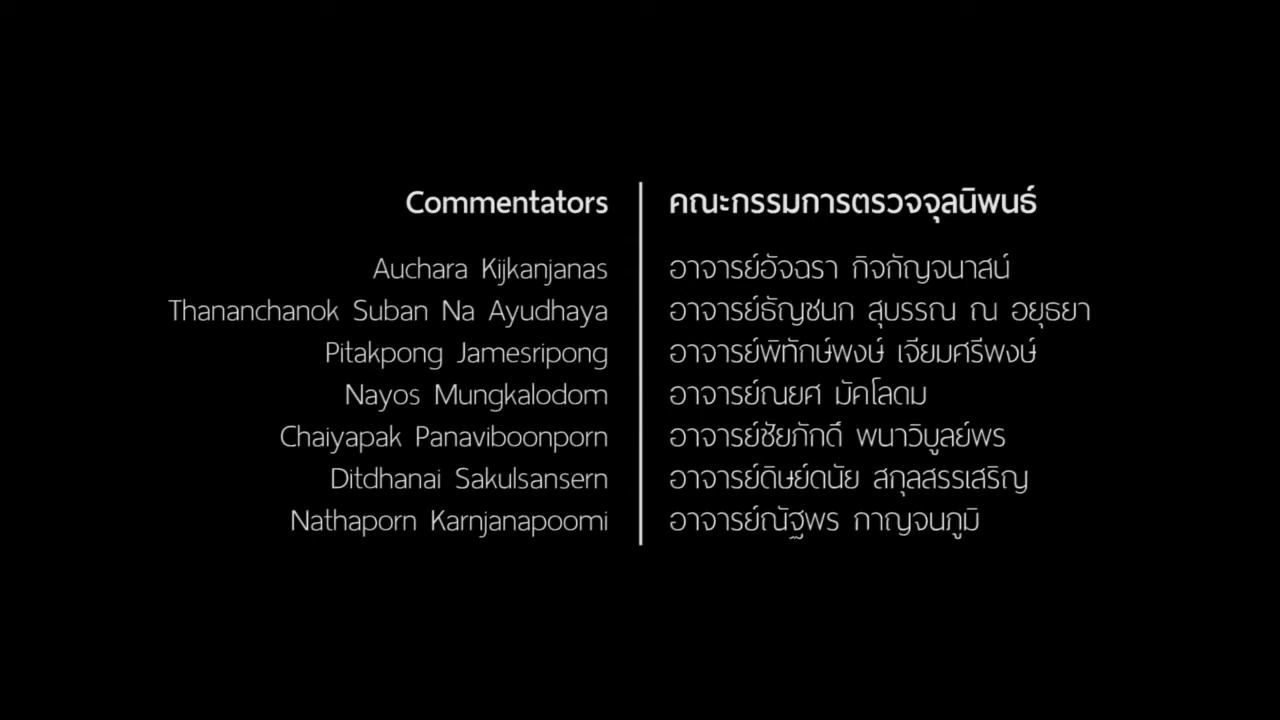 Commentators คณะกรรมการตรวจจุลนิพนธ์
Auchara Kijkanjanas อาจารย์อัจฉรา กิจกัญจนาสน์
Thananchanok Suban Na Ayudhaya อาจารย์ธัญชนก สุบรรณ ณ อยุธยา
Pitakpong Jamesripong อาจารย์พิทักษ์พงษ์ เจียมศรีพงษ์
Nayos Mungkalodom อาจารย์ณยศ มัคโลดม
Chaiyapak Panaviboonporn อาจารย์ชัยภักดิ์ พนาวิบูลย์พร
Ditdhanai Sakulsansern อาจารย์ดิษย์ดนัย สกุลสรรเสริญ
Nathaporn Karnjanapoomi อาจารย์ณัฐพร กาญจนภูมิ